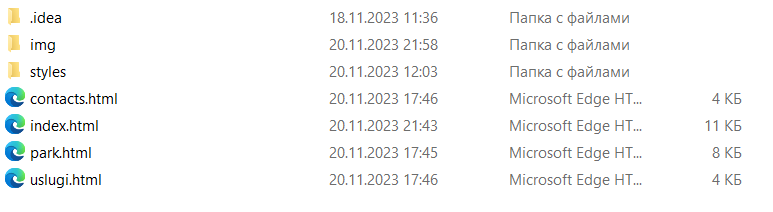 .idea 18.11.2023 11:36 Папка с файлами
img 20.11.2023 21:58 Папка с файлами
styles 20.11.2023 12:03 Папка с файлами
contacts.html 20.11.2023 17:46 Microsoft Edge HT... 4 КБ
index.html 20.11.2023 21:43 Microsoft Edge HT... 11 КБ
park.html 20.11.2023 17:45 Microsoft Edge HT... 8 КБ
uslugi.html 20.11.2023 17:46 Microsoft Edge HT... 4 КБ